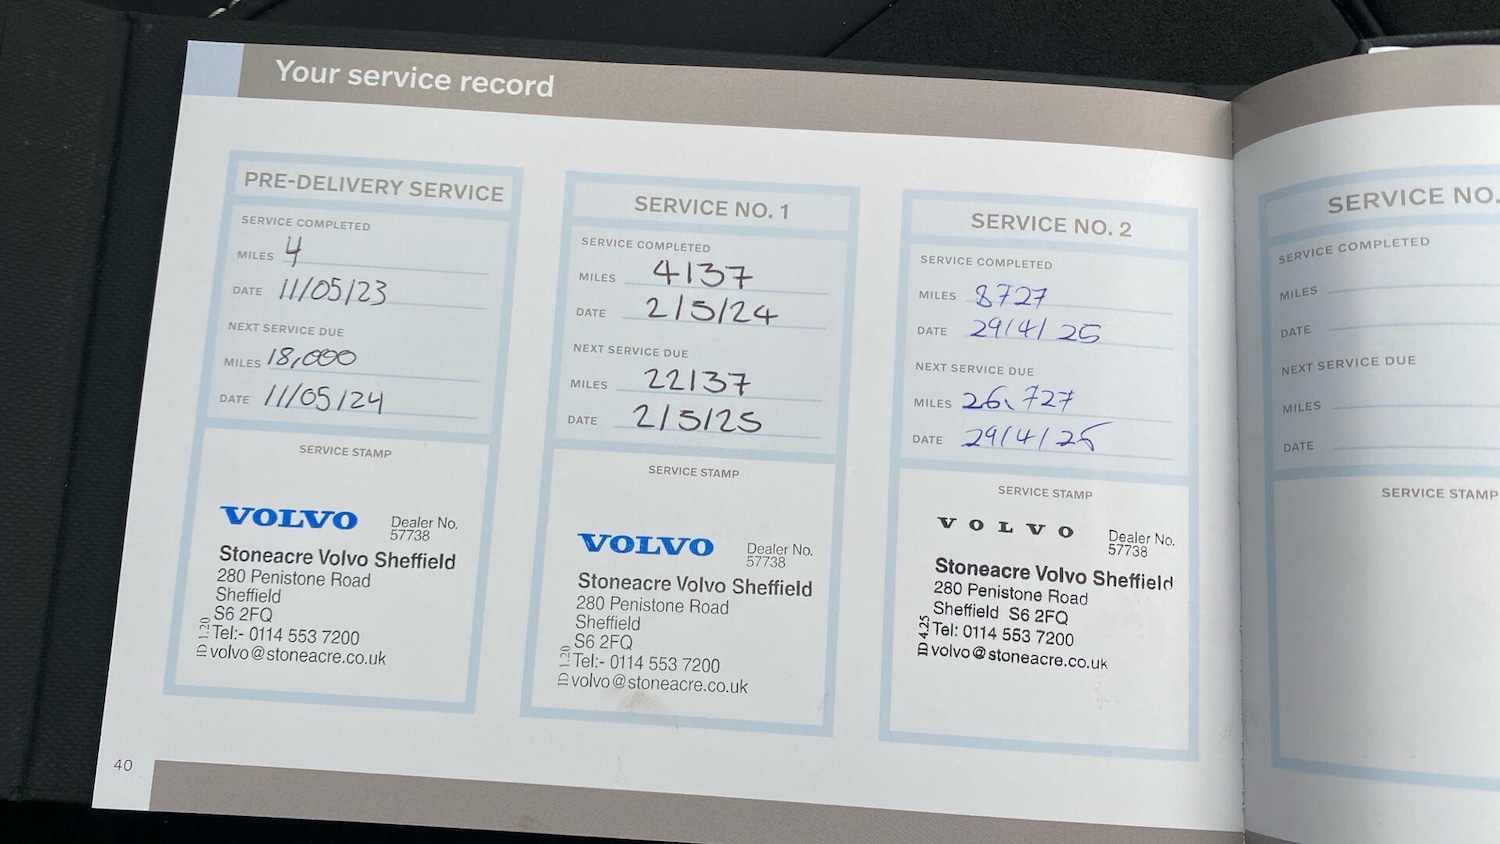 Your service record
PRE-DELIVERY SERVICE
SERVICE COMPLETED
MILES 4
DATE 11/05/23
NEXT SERVICE DUE
MILES 18,000
DATE 11/05/24
SERVICE STAMP
VOLVO Dealer No.
57738
Stoneacre Volvo Sheffield
280 Penistone Road
Sheffield
S6 2FQ
Tel:- 0114 553 7200
volvo@stoneacre.co.uk
ID 1.20
SERVICE NO. 1
SERVICE COMPLETED
MILES 4137
DATE 2/5/24
NEXT SERVICE DUE
MILES 22137
DATE 2/5/25
SERVICE STAMP
VOLVO Dealer No.
57738
Stoneacre Volvo Sheffield
280 Penistone Road
Sheffield
S6 2FQ
Tel:- 0114 553 7200
volvo@stoneacre.co.uk
ID 1.20
SERVICE NO. 2
SERVICE COMPLETED
MILES 8727
DATE 29/4/25
NEXT SERVICE DUE
MILES 26,727
DATE 29/4/26
SERVICE STAMP
VOLVO Dealer No.
57738
Stoneacre Volvo Sheffield
280 Penistone Road
Sheffield S6 2FQ
Tel: 0114 553 7200
volvo@stoneacre.co.uk
ID 4.25
SERVICE NO.
SERVICE COMPLETED
MILES
DATE
NEXT SERVICE DUE
MILES
DATE
SERVICE STAMP
40